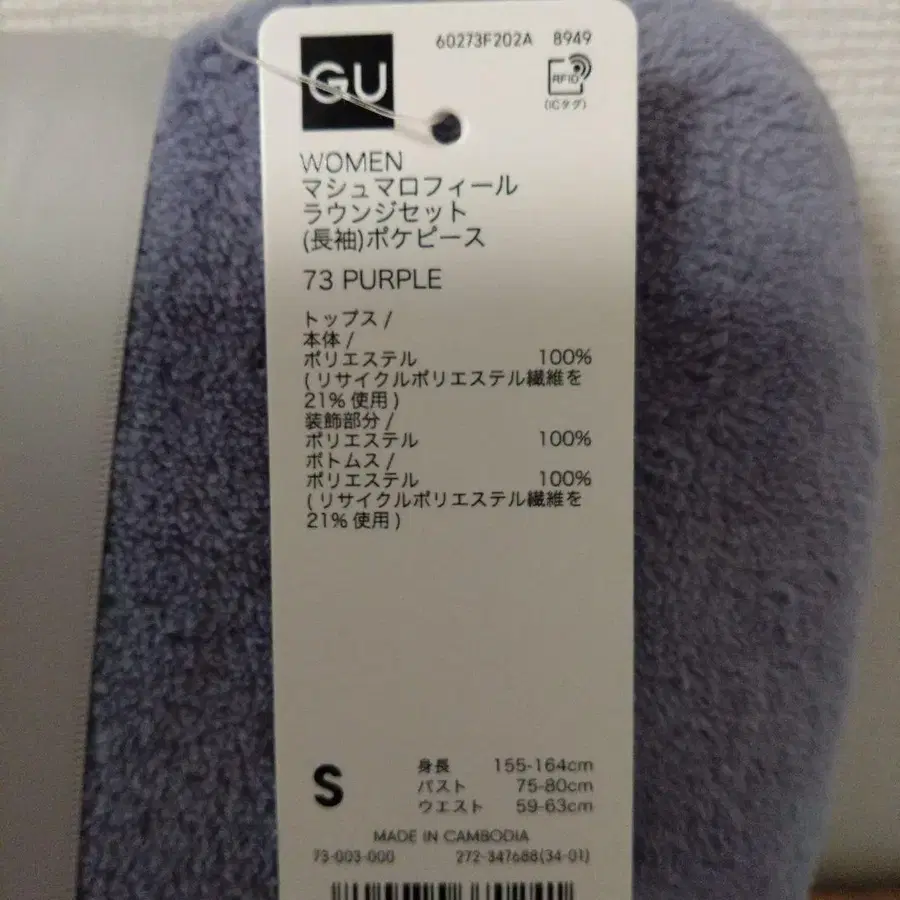 60273F202A 8949
GU
RFID
(ICタグ)
WOMEN
マシュマロフィール
ラウンジセット
(長袖)ポケピース
73 PURPLE
トップス /
本体 /
ポリエステル 100%
( リサイクルポリエステル繊維を
21% 使用 )
装飾部分 /
ポリエステル 100%
ボトムス /
ポリエステル 100%
( リサイクルポリエステル繊維を
21% 使用 )
S
身長 155-164cm
バスト 75-80cm
ウエスト 59-63cm
MADE IN CAMBODIA
73-003-000 272-347688(34-01)